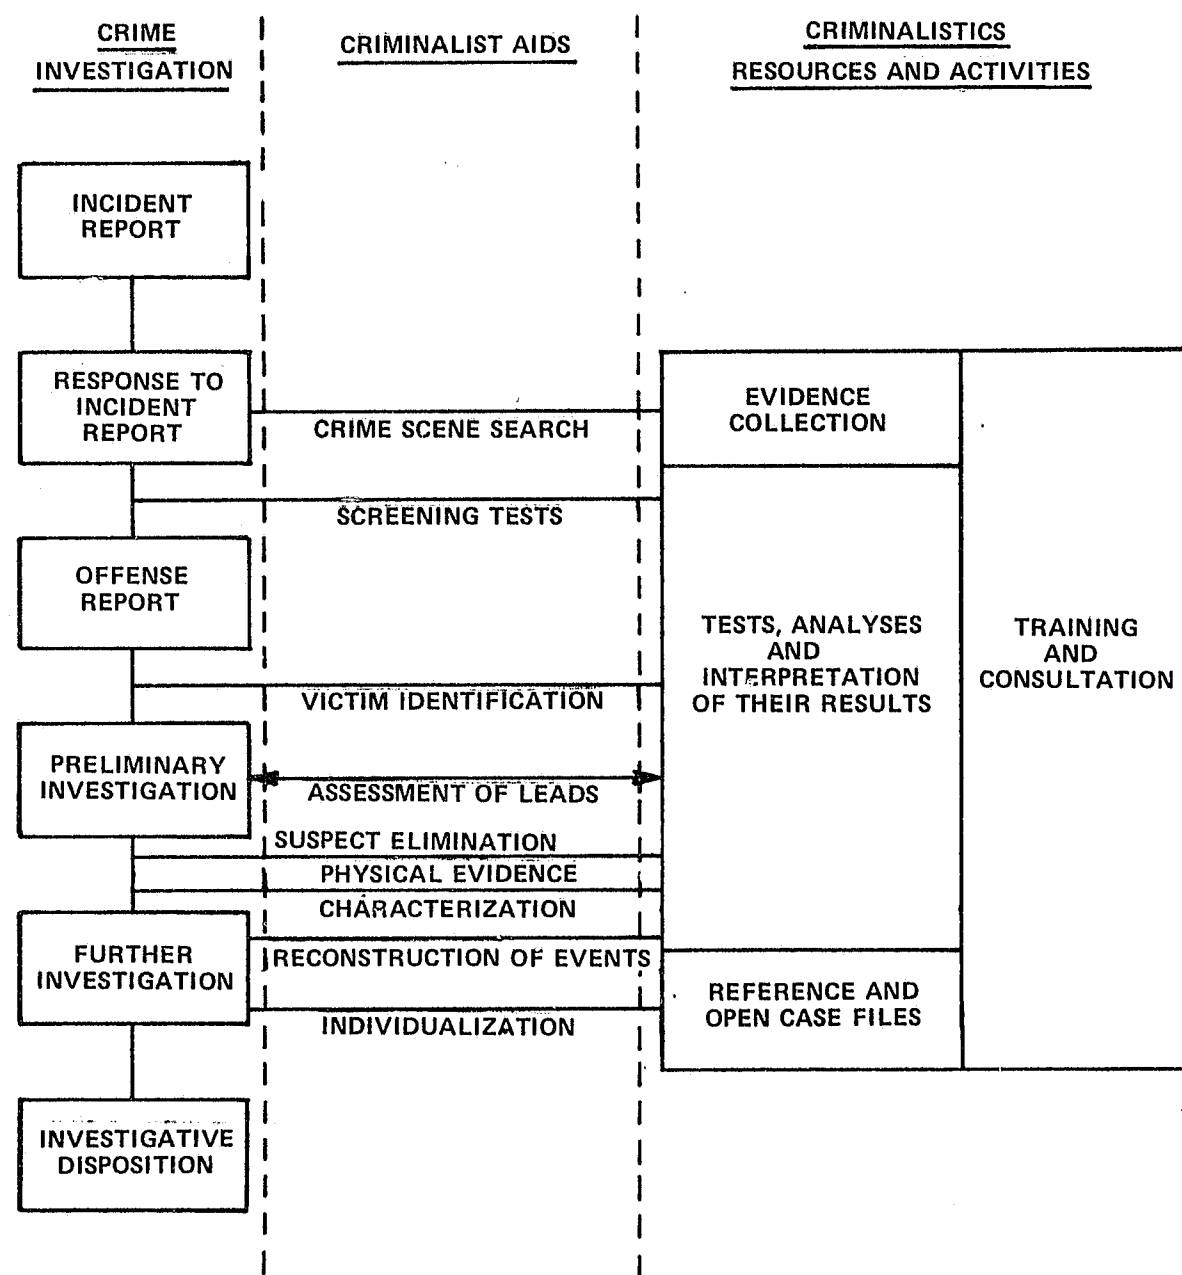 CRIME
INVESTIGATION
CRIMINALIST AIDS
CRIMINALISTICS
RESOURCES AND ACTIVITIES
INCIDENT
REPORT
RESPONSE TO
INCIDENT
REPORT
CRIME SCENE SEARCH
EVIDENCE
COLLECTION
SCREENING TESTS
OFFENSE
REPORT
TESTS, ANALYSES
AND
INTERPRETATION
OF THEIR RESULTS
TRAINING
AND
CONSULTATION
VICTIM IDENTIFICATION
PRELIMINARY
INVESTIGATION
ASSESSMENT OF LEADS
SUSPECT ELIMINATION
PHYSICAL EVIDENCE
CHARACTERIZATION
FURTHER
INVESTIGATION
RECONSTRUCTION OF EVENTS
INDIVIDUALIZATION
REFERENCE AND
OPEN CASE FILES
INVESTIGATIVE
DISPOSITION